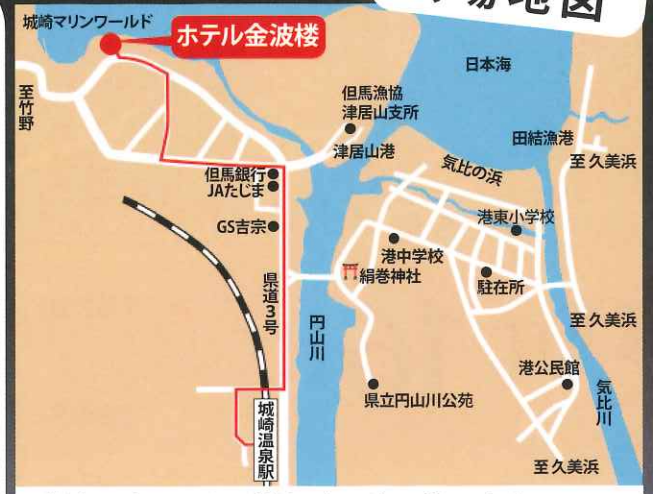 地図
城崎マリンワールド
ホテル金波楼
日本海
至竹野
但馬漁協
津居山支所
津居山港
田結漁港
至久美浜
気比の浜
但馬銀行
JAたじま
港東小学校
GS吉宗
港中学校
絹巻神社
駐在所
県道3号
円山川
至久美浜
港公民館
県立円山川公苑
気比川
城崎温泉駅
至久美浜